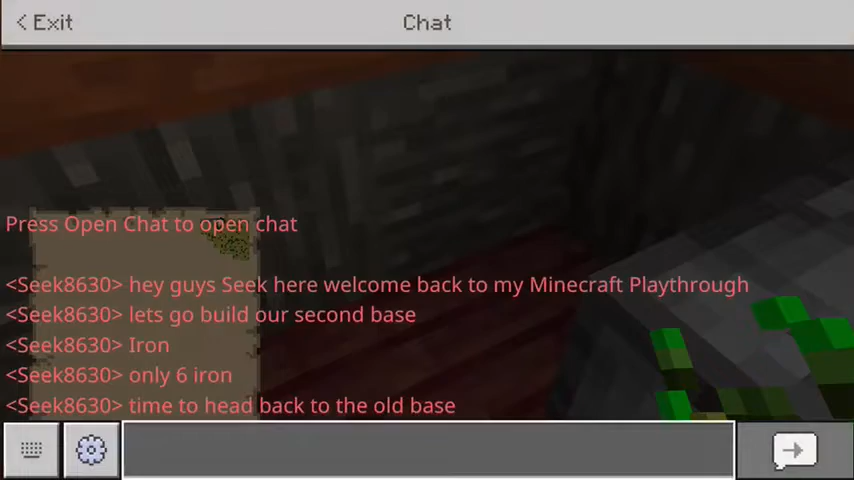 < Exit
Chat
Press Open Chat to open chat
<Seek8630> hey guys Seek here welcome back to my Minecraft Playthrough
<Seek8630> lets go build our second base
<Seek8630> Iron
<Seek8630> only 6 iron
<Seek8630> time to head back to the old base